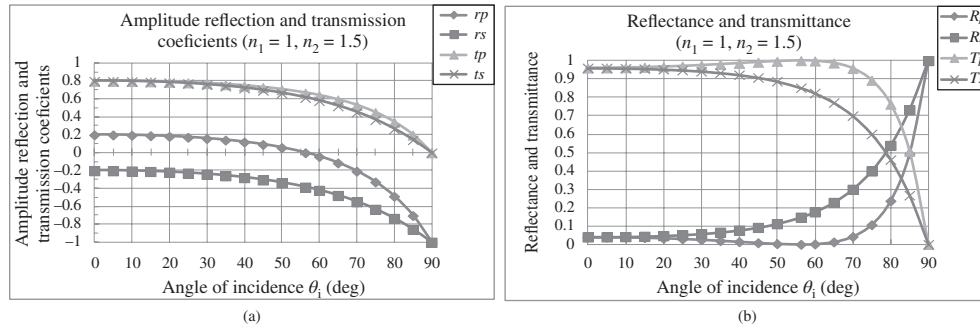 Amplitude reflection and transmission
coeficients (n1 = 1, n2 = 1.5)
rp
rs
tp
ts
Amplitude reflection and
transmission coeficients
1
0.8
0.6
0.4
0.2
0
−0.2
−0.4
−0.6
−0.8
−1
0 10 20 30 40 50 60 70 80 90
Angle of incidence θi (deg)
(a)
Reflectance and transmittance
(n1 = 1, n2 = 1.5)
Reflectance and transmittance
1
0.9
0.8
0.7
0.6
0.5
0.4
0.3
0.2
0.1
0
0 10 20 30 40 50 60 70 80 90
Angle of incidence θi (deg)
(b)